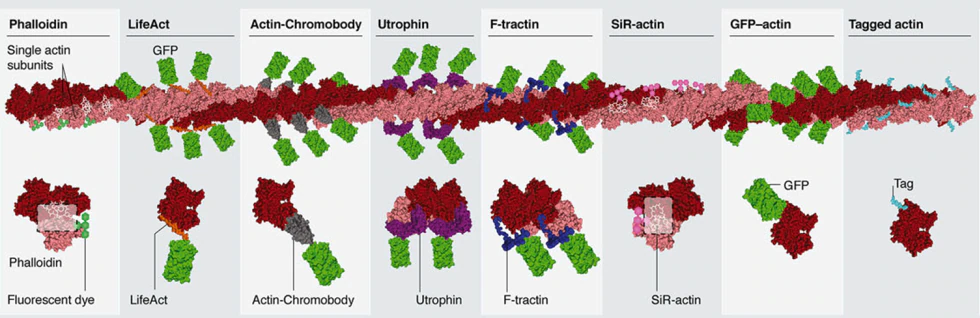 Phalloidin
LifeAct
Actin-Chromobody
Utrophin
F-tractin
SiR-actin
GFP–actin
Tagged actin
Single actin
subunits
GFP
GFP
Tag
Phalloidin
Fluorescent dye
LifeAct
Actin-Chromobody
Utrophin
F-tractin
SiR-actin